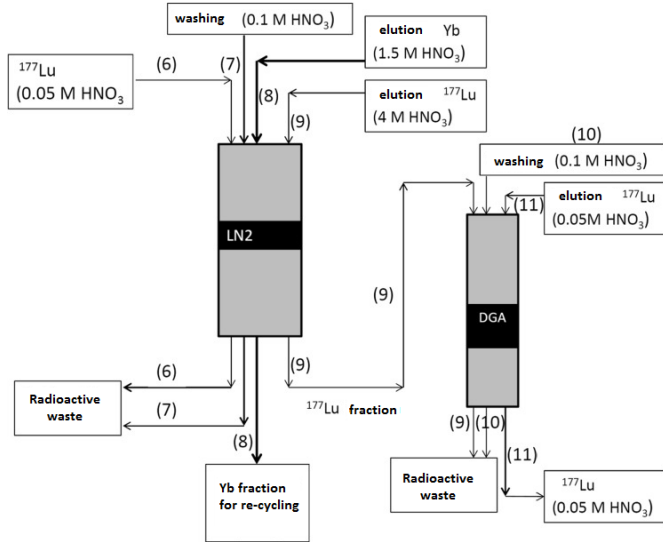 washing (0.1 M HNO₃)
elution Yb
(1.5 M HNO₃)
¹⁷⁷Lu
(0.05 M HNO₃
(6)
(7)
(8)
elution ¹⁷⁷Lu
(4 M HNO₃)
(9)
(10)
washing (0.1 M HNO₃)
elution ¹⁷⁷Lu
(0.05M HNO₃)
(11)
LN2
(9)
DGA
(9)
(6)
Radioactive
waste
(7)
¹⁷⁷Lu fraction
(8)
(9)
(10)
(11)
Yb fraction
for re-cycling
Radioactive
waste
¹⁷⁷Lu
(0.05 M HNO₃)